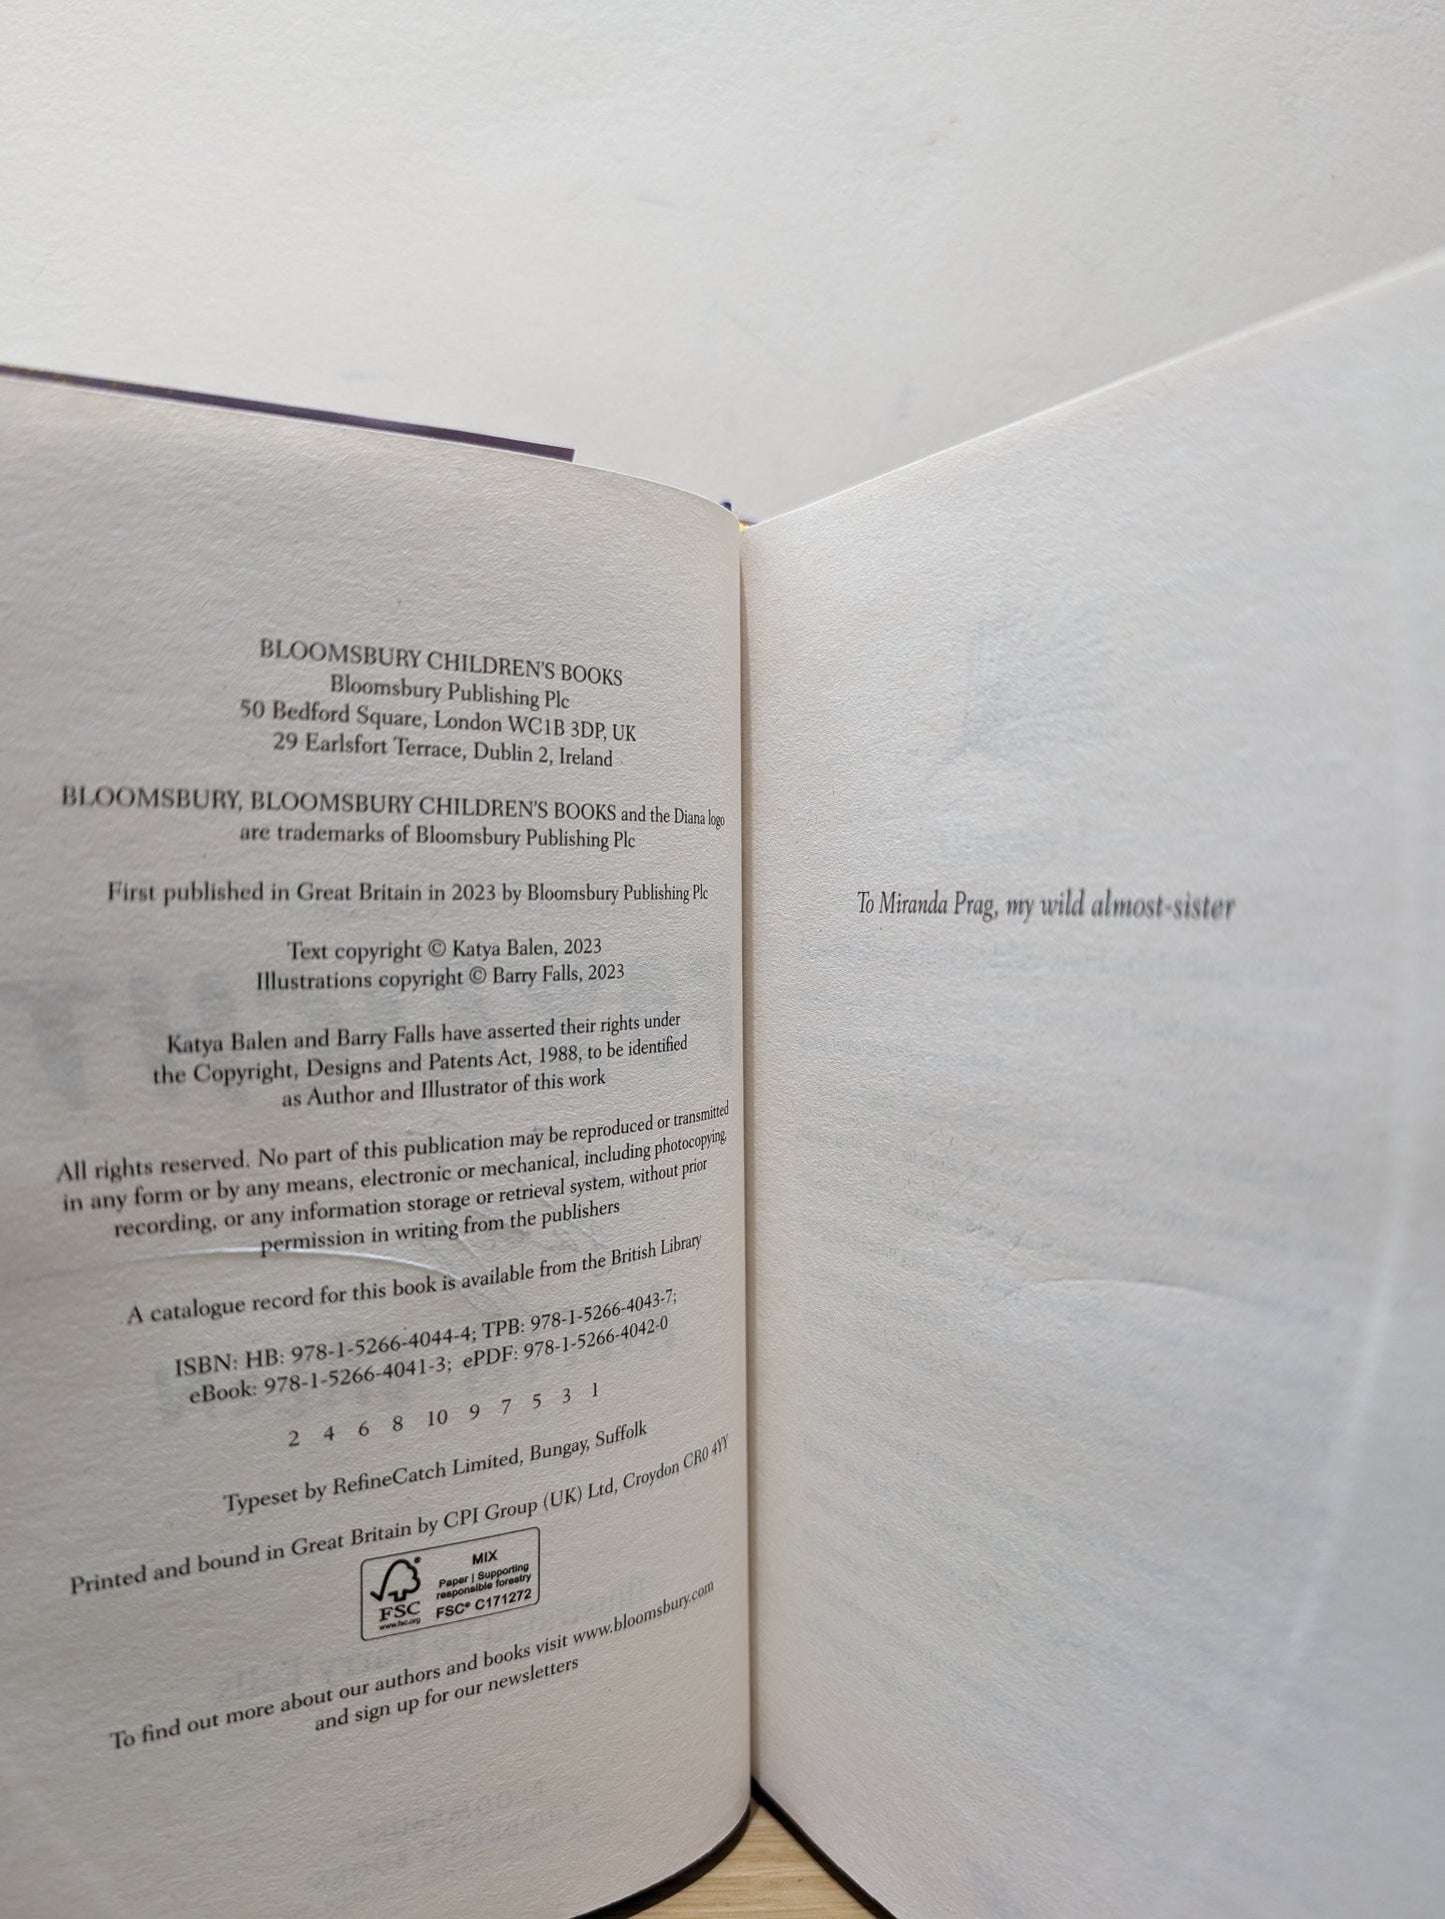 BLOOMSBURY CHILDREN'S BOOKS
Bloomsbury Publishing Plc
50 Bedford Square, London WC1B 3DP, UK
29 Earlsfort Terrace, Dublin 2, Ireland
BLOOMSBURY, BLOOMSBURY CHILDREN'S BOOKS and the Diana logo
are trademarks of Bloomsbury Publishing Plc
First published in Great Britain in 2023 by Bloomsbury Publishing Plc
Text copyright © Katya Balen, 2023
Illustrations copyright © Barry Falls, 2023
Katya Balen and Barry Falls have asserted their rights under
the Copyright, Designs and Patents Act, 1988, to be identified
as Author and Illustrator of this work
All rights reserved. No part of this publication may be reproduced or transmitted
in any form or by any means, electronic or mechanical, including photocopying,
recording, or any information storage or retrieval system, without prior
permission in writing from the publishers
A catalogue record for this book is available from the British Library
ISBN: HB: 978-1-5266-4044-4; TPB: 978-1-5266-4043-7;
eBook: 978-1-5266-4041-3; ePDF: 978-1-5266-4042-0
2 4 6 8 10 9 7 5 3 1
Typeset by RefineCatch Limited, Bungay, Suffolk
Printed and bound in Great Britain by CPI Group (UK) Ltd, Croydon CR0 4YY
FSC
www.fsc.org
MIX
Paper | Supporting
responsible forestry
FSC® C171272
To find out more about our authors and books visit www.bloomsbury.com
and sign up for our newsletters
To Miranda Prag, my wild almost-sister